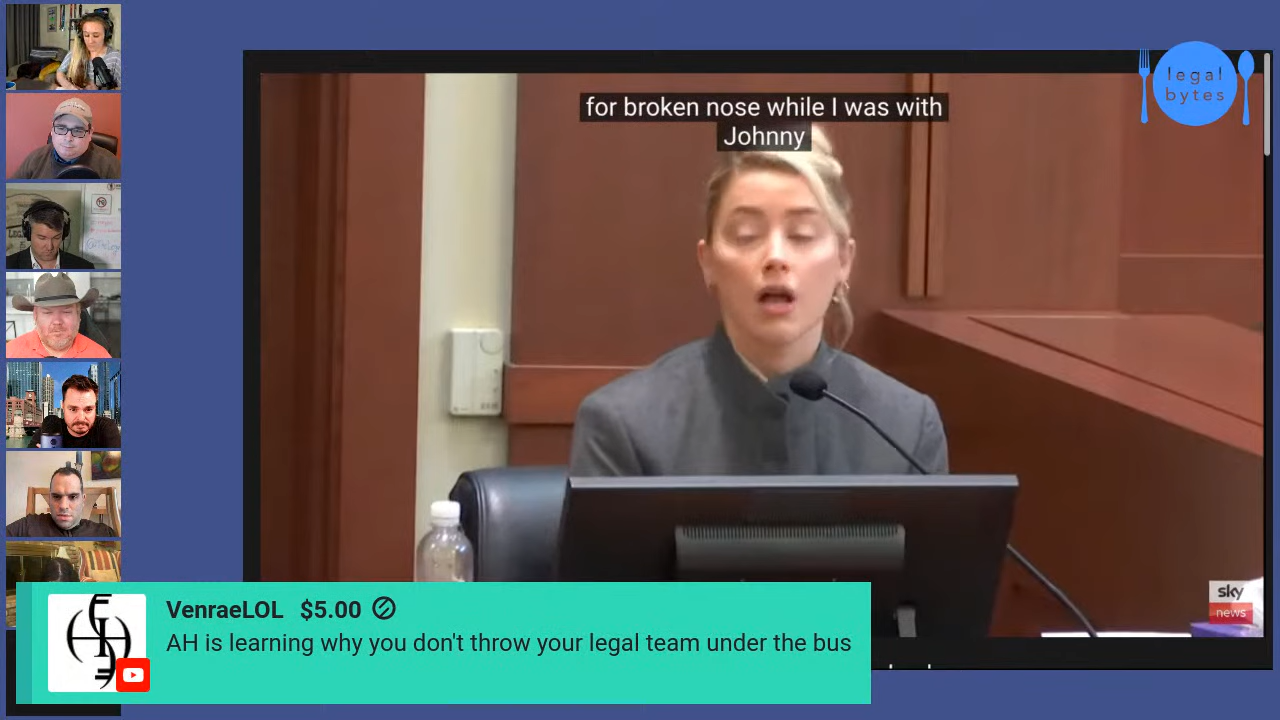 legal
bytes
for broken nose while I was with
Johnny
sky
news
VenraeLOL $5.00
AH is learning why you don't throw your legal team under the bus